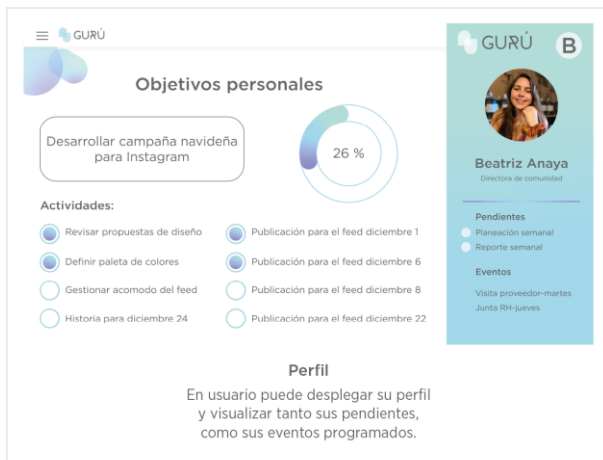 GURÚ
Objetivos personales
Desarrollar campaña navideña
para Instagram
26 %
Actividades:
Revisar propuestas de diseño
Definir paleta de colores
Gestionar acomodo del feed
Historia para diciembre 24
Publicación para el feed diciembre 1
Publicación para el feed diciembre 6
Publicación para el feed diciembre 8
Publicación para el feed diciembre 22
GURÚ
B
Beatriz Anaya
Directora de comunidad
Pendientes
Planeación semanal
Reporte semanal
Eventos
Visita proveedor-martes
Junta RH-jueves
Perfil
En usuario puede desplegar su perfil
y visualizar tanto sus pendientes,
como sus eventos programados.